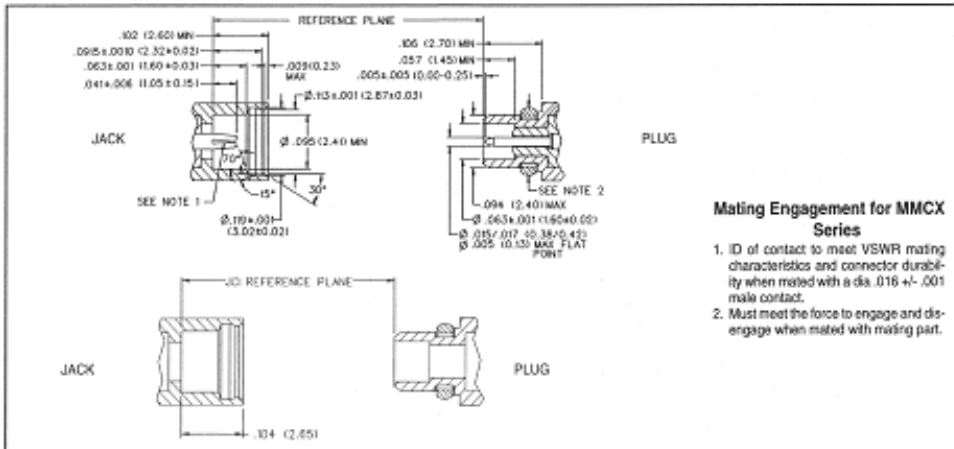 REFERENCE PLANE
.102 (2.60) MIN
.0915±.0010 (2.32±0.02)
.063±.001 (1.60±0.03)
.041±.006 (1.05±0.15)
.009(0.23)
MAX
Ø.113±.001 (2.87±0.03)
JACK
Ø .095(2.41) MIN
70°
15°
30°
SEE NOTE 1
Ø.119±.001
(3.02±0.02)
.106 (2.70) MIN
.057 (1.45) MIN
.005±.005 (0.00-0.25)
PLUG
SEE NOTE 2
.094 (2.40) MAX
Ø .063±.001 (1.60±0.02)
Ø .015/.017 (0.38/0.42)
Ø .005 (0.13) MAX FLAT
POINT
Mating Engagement for MMCX
Series
1. ID of contact to meet VSWR mating
characteristics and connector durabil-
ity when mated with a dia .016 +/- .001
male contact.
2. Must meet the force to engage and dis-
engage when mated with mating part.
REFERENCE PLANE
JACK
PLUG
.104 (2.65)